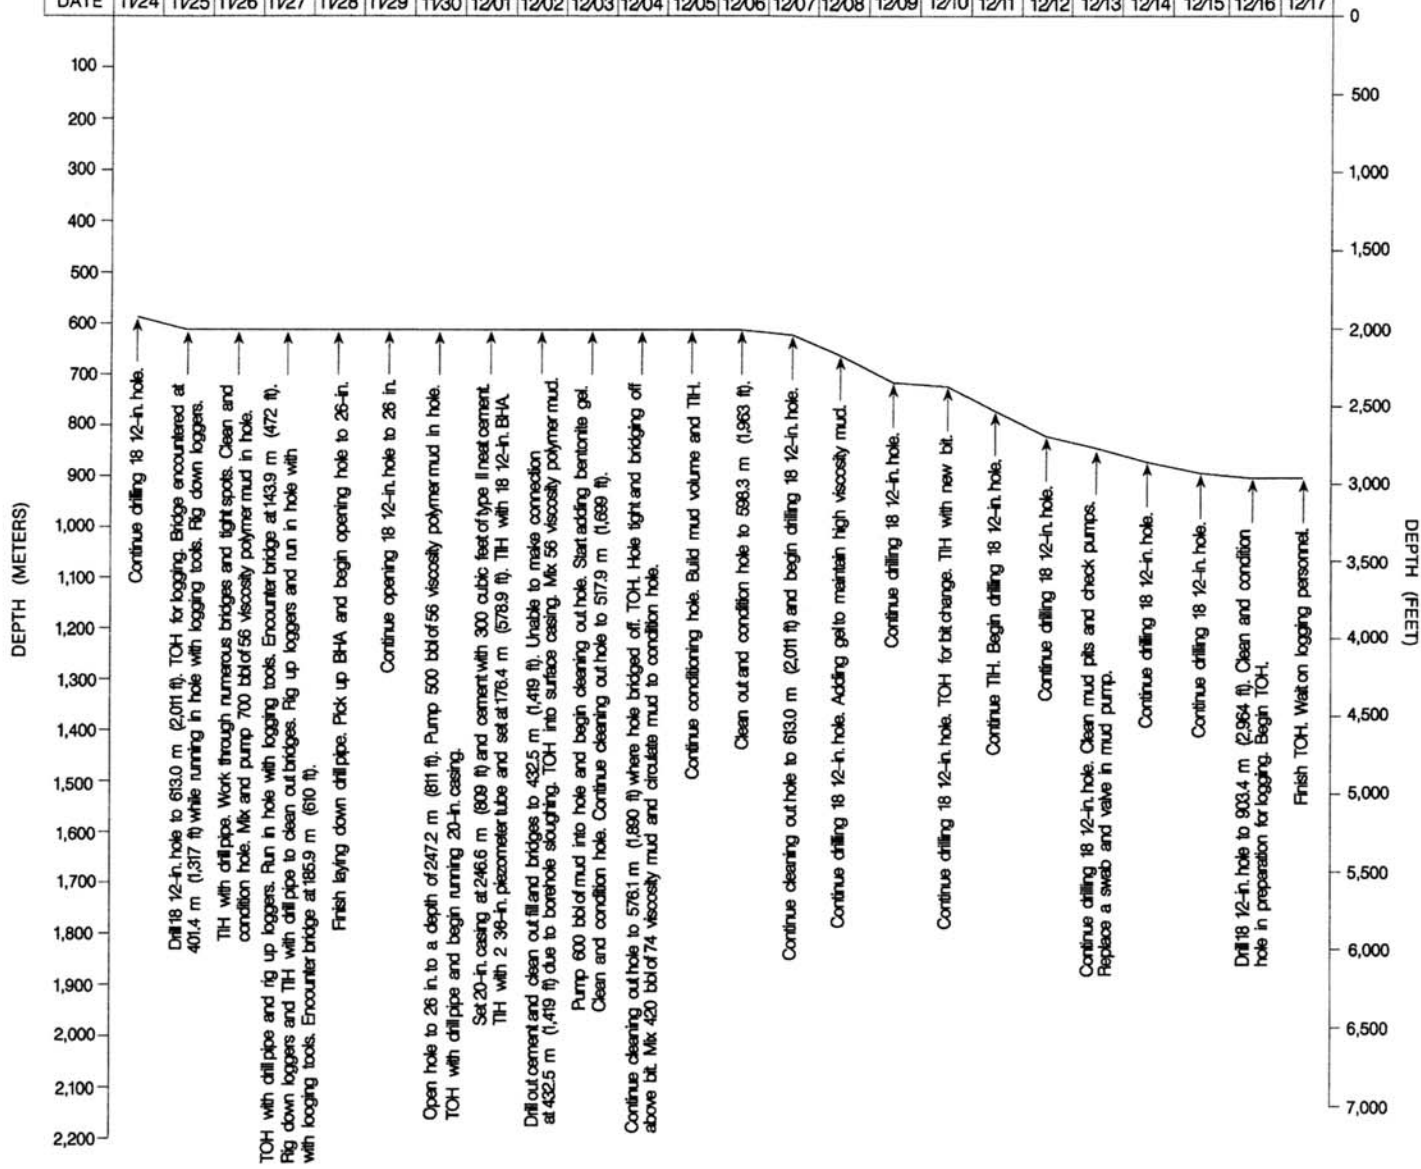 DATE 11/24 11/25 11/26 11/27 11/28 11/29 11/30 12/01 12/02 12/03 12/04 12/05 12/06 12/07 12/08 12/09 12/10 12/11 12/12 12/13 12/14 12/15 12/16 12/17
DEPTH (METERS)
100
200
300
400
500
600
700
800
900
1,000
1,100
1,200
1,300
1,400
1,500
1,600
1,700
1,800
1,900
2,000
2,100
2,200
Continue drilling 18 1/2-in. hole.
Drill 18 1/2-in. hole to 613.0 m (2,011 ft). TOH for logging. Bridge encountered at
401.4 m (1,317 ft) while running in hole with logging tools. Rig down loggers.
TIH with drill pipe. Work through numerous bridges and tight spots. Clean and
condition hole. Mix and pump 700 bbl of 56 viscosity polymer mud in hole.
TOH with drill pipe and rig up loggers. Run in hole with logging tools. Encounter bridge at 143.9 m (472 ft).
Rig down loggers and TIH with drill pipe to clean out bridges. Rig up loggers and run in hole with
with looging tools. Encounter bridge at 185.9 m (610 ft).
Finish laying down drill pipe. Pick up BHA and begin opening hole to 26-in.
Continue opening 18 1/2-in. hole to 26 in.
Open hole to 26 in. to a depth of 247.2 m (811 ft). Pump 500 bbl of 56 viscosity polymer mud in hole.
TOH with drill pipe and begin running 20-in. casing.
Set 20-in. casing at 246.6 m (809 ft) and cement with 300 cubic feet of type II neat cement.
TIH with 2 3/8-in. piezometer tube and set at 176.4 m (578.9 ft). TIH with 18 1/2-in. BHA.
Drill out cement and clean out fill and bridges to 432.5 m (1,419 ft). Unable to make connection
at 432.5 m (1,419 ft) due to borehole sloughing. TOH into surface casing. Mix 56 viscosity polymer mud.
Pump 600 bbl of mud into hole and begin cleaning out hole. Start adding bentonite gel.
Clean and condition hole. Continue cleaning out hole to 517.9 m (1,699 ft).
Continue cleaning out hole to 576.1 m (1,890 ft) where hole bridged off. TOH. Hole tight and bridging off
above bit. Mix 420 bbl of 74 viscosity mud and circulate mud to condition hole.
Continue conditioning hole. Build mud volume and TIH.
Clean out and condition hole to 598.3 m (1,963 ft).
Continue cleaning out hole to 613.0 m (2,011 ft) and begin drilling 18 1/2-in. hole.
Continue drilling 18 1/2-in. hole. Adding gel to maintain high viscosity mud.
Continue drilling 18 1/2-in. hole.
Continue drilling 18 1/2-in. hole. TOH for bit change. TIH with new bit.
Continue TIH. Begin drilling 18 1/2-in. hole.
Continue drilling 18 1/2-in. hole.
Continue drilling 18 1/2-in. hole. Clean mud pits and check pumps.
Replace a swab and valve in mud pump.
Continue drilling 18 1/2-in. hole.
Continue drilling 18 1/2-in. hole.
Drill 18 1/2-in. hole to 903.4 m (2,964 ft). Clean and condition
hole in preparation for logging. Begin TOH.
Finish TOH. Wait on logging personnel.
0
500
1,000
1,500
2,000
2,500
3,000
3,500
4,000
4,500
5,000
5,500
6,000
6,500
7,000
DEPTH (FEET)